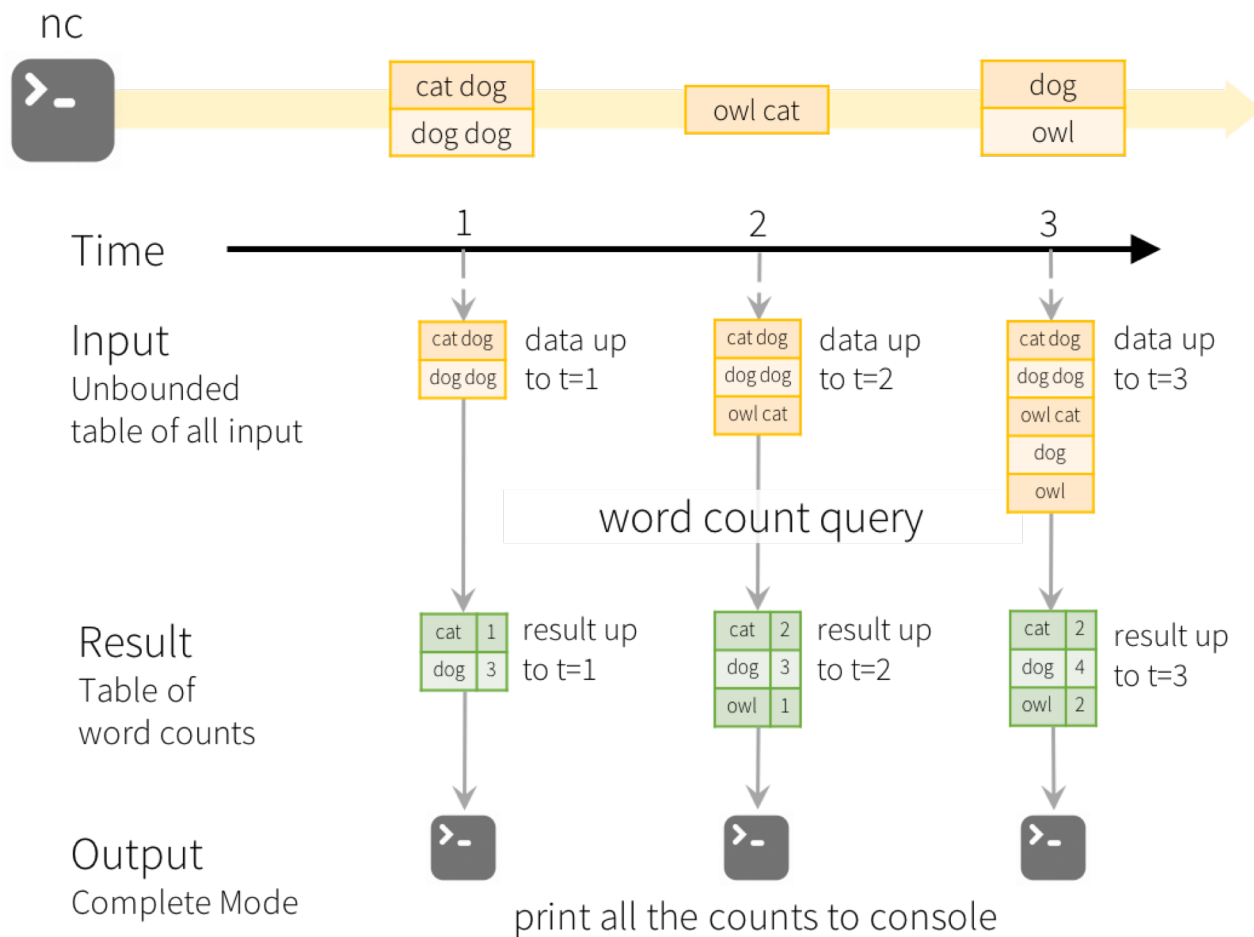 nc
cat dog
dog dog
owl cat
dog
owl
Time
1
2
3
Input
Unbounded
table of all input
cat dog
dog dog
data up
to t=1
cat dog
dog dog
owl cat
data up
to t=2
cat dog
dog dog
owl cat
dog
owl
data up
to t=3
word count query
Result
Table of
word counts
cat 1
dog 3
result up
to t=1
cat 2
dog 3
owl 1
result up
to t=2
cat 2
dog 4
owl 2
result up
to t=3
Output
Complete Mode
print all the counts to console